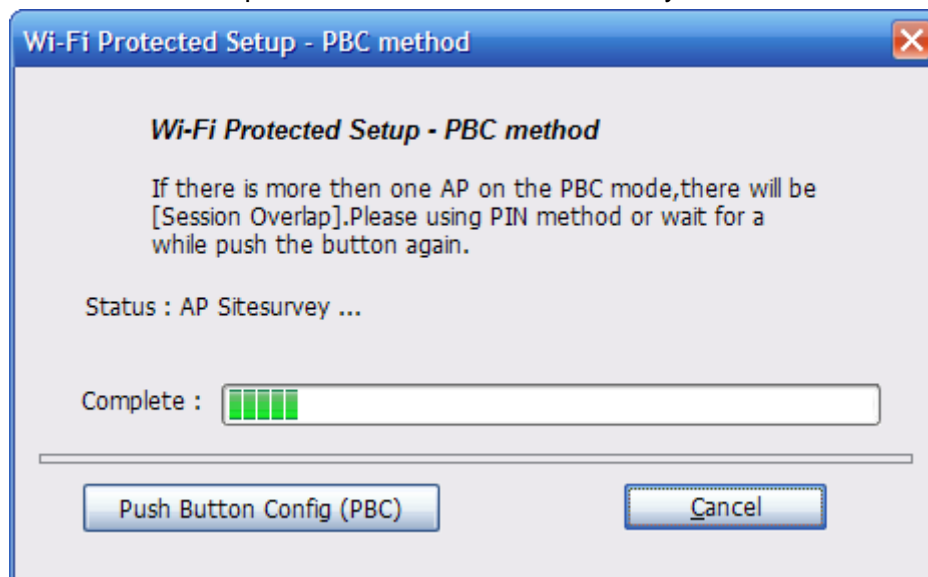 Wi-Fi Protected Setup - PBC method
Wi-Fi Protected Setup - PBC method
If there is more then one AP on the PBC mode,there will be
[Session Overlap].Please using PIN method or wait for a
while push the button again.
Status : AP Sitesurvey ...
Complete :
Push Button Config (PBC)
Cancel